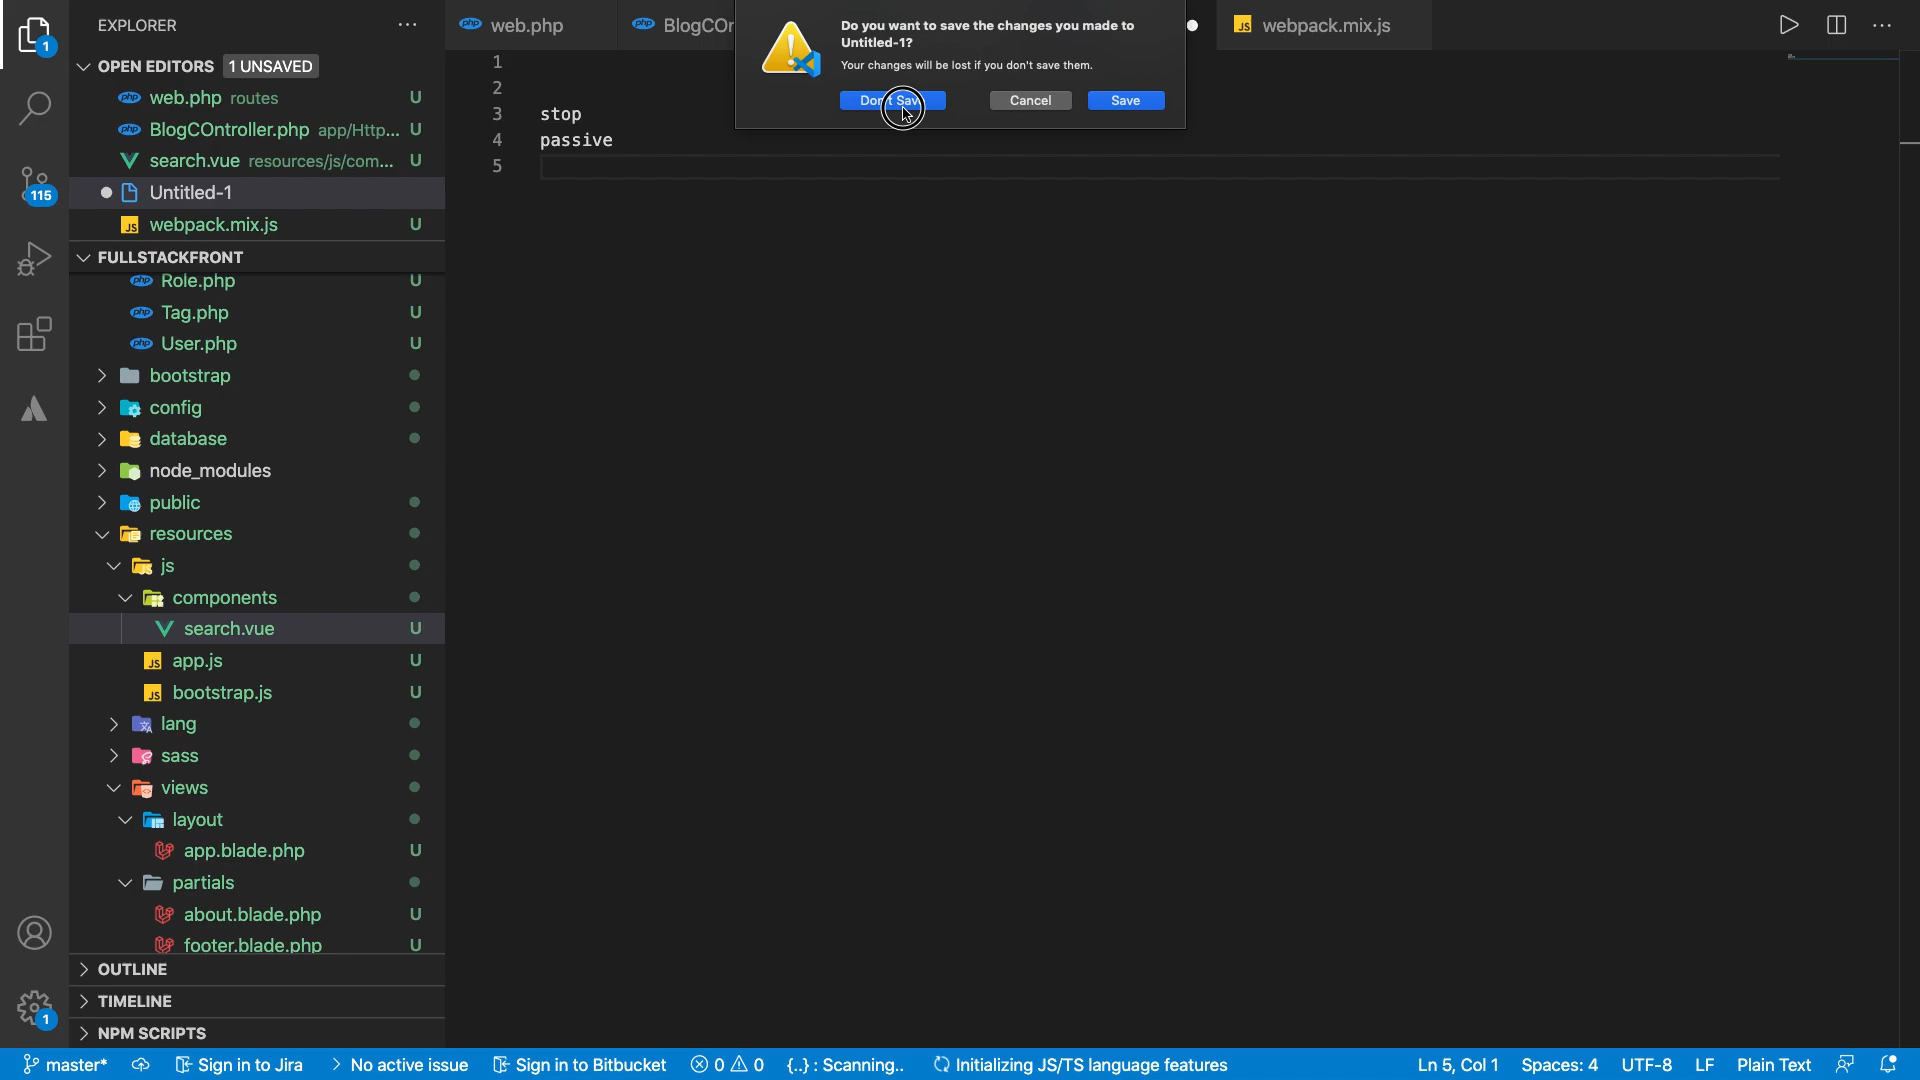 EXPLORER
OPEN EDITORS 1 UNSAVED
web.php routes U
BlogCOntroller.php app/Http... U
search.vue resources/js/com... U
Untitled-1
webpack.mix.js U
FULLSTACKFRONT
Role.php U
Tag.php U
User.php U
bootstrap
config
database
node_modules
public
resources
js
components
search.vue U
app.js U
bootstrap.js U
lang
sass
views
layout
app.blade.php U
partials
about.blade.php U
footer.blade.php U
OUTLINE
TIMELINE
NPM SCRIPTS
1
115
1
web.php
webpack.mix.js
1
2
3 stop
4 passive
5
Do you want to save the changes you made to
Untitled-1?
Your changes will be lost if you don't save them.
Don't Save Cancel Save
master* Sign in to Jira No active issue Sign in to Bitbucket 0 0 {..} : Scanning.. Initializing JS/TS language features Ln 5, Col 1 Spaces: 4 UTF-8 LF Plain Text